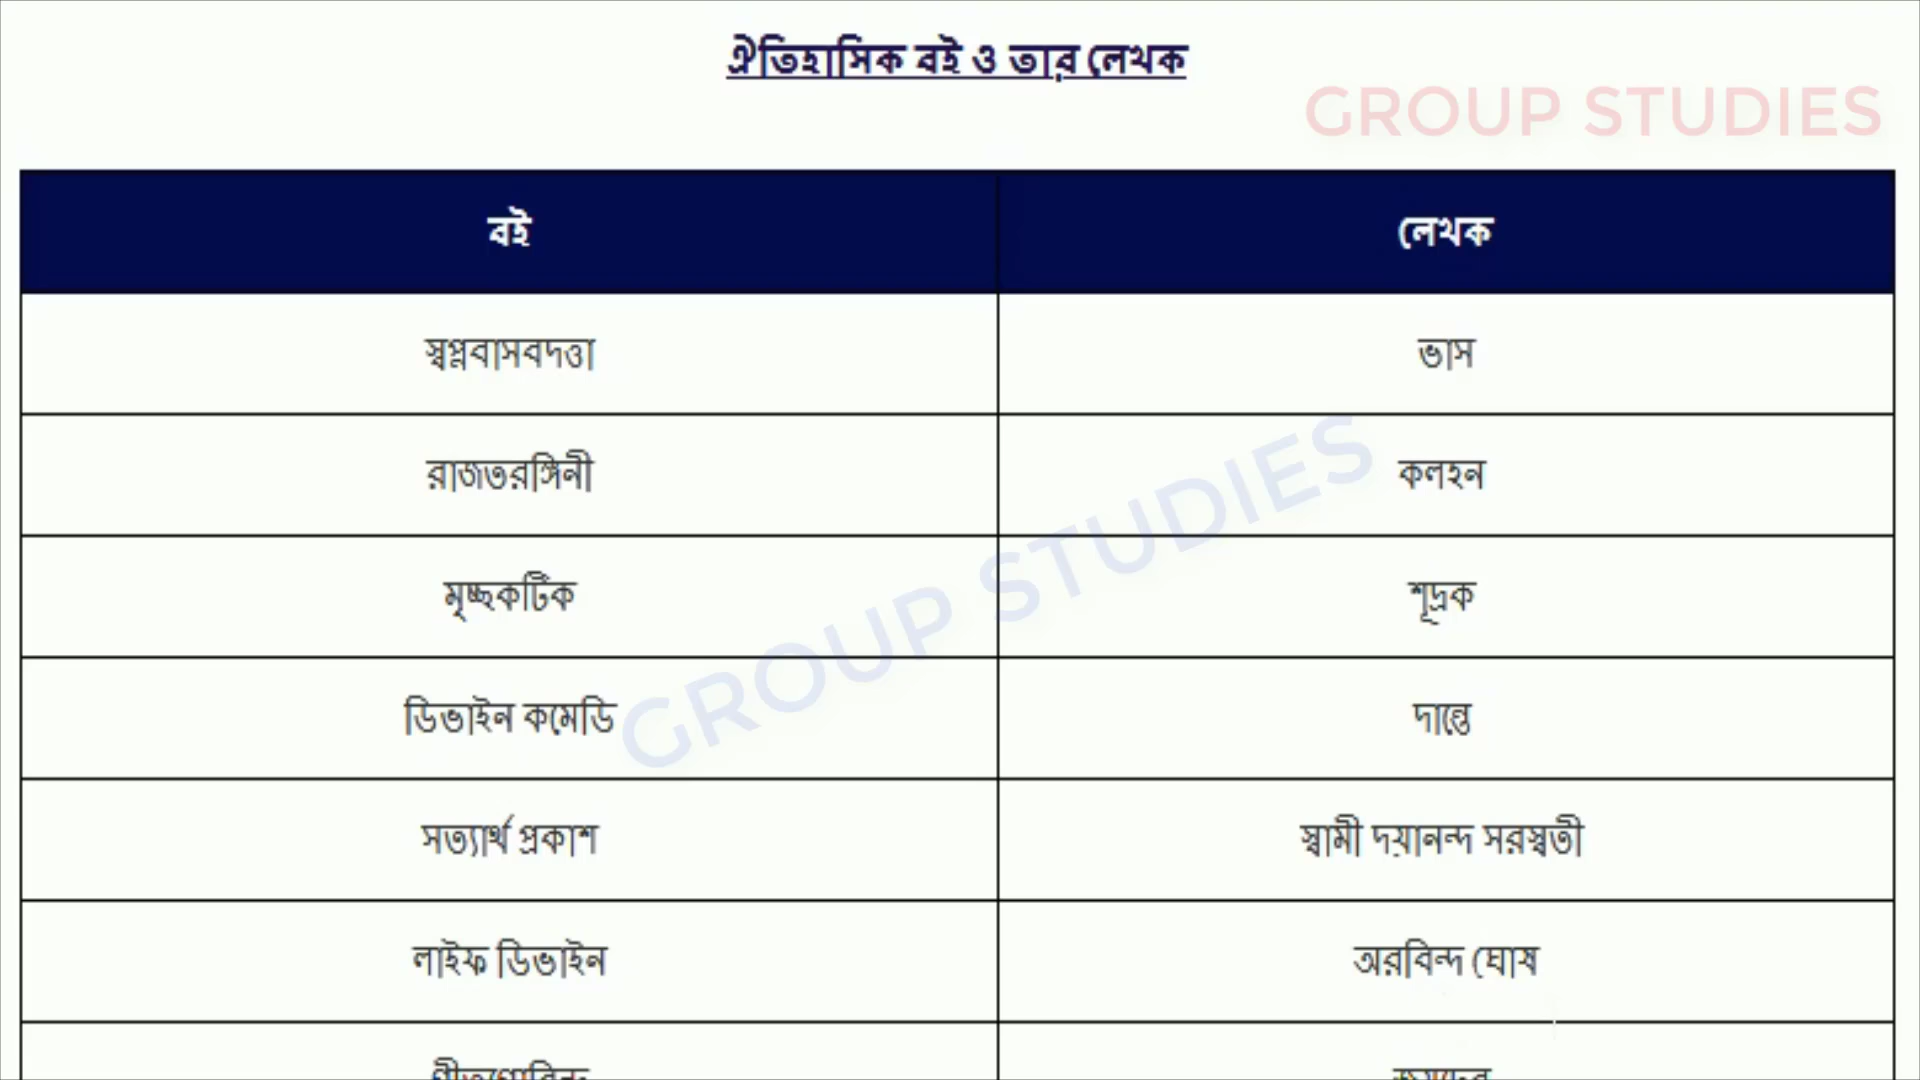 ঐতিহাসিক বই ও তার লেখক
GROUP STUDIES
বই লেখক
স্বপ্নবাসবদত্তা ভাস
রাজতরঙ্গিনী কলহন
মৃচ্ছকটিক শূদ্রক
ডিভাইন কমেডি দান্তে
সত্যার্থ প্রকাশ স্বামী দয়ানন্দ সরস্বতী
লাইফ ডিভাইন অরবিন্দ ঘোষ
GROUP STUDIES